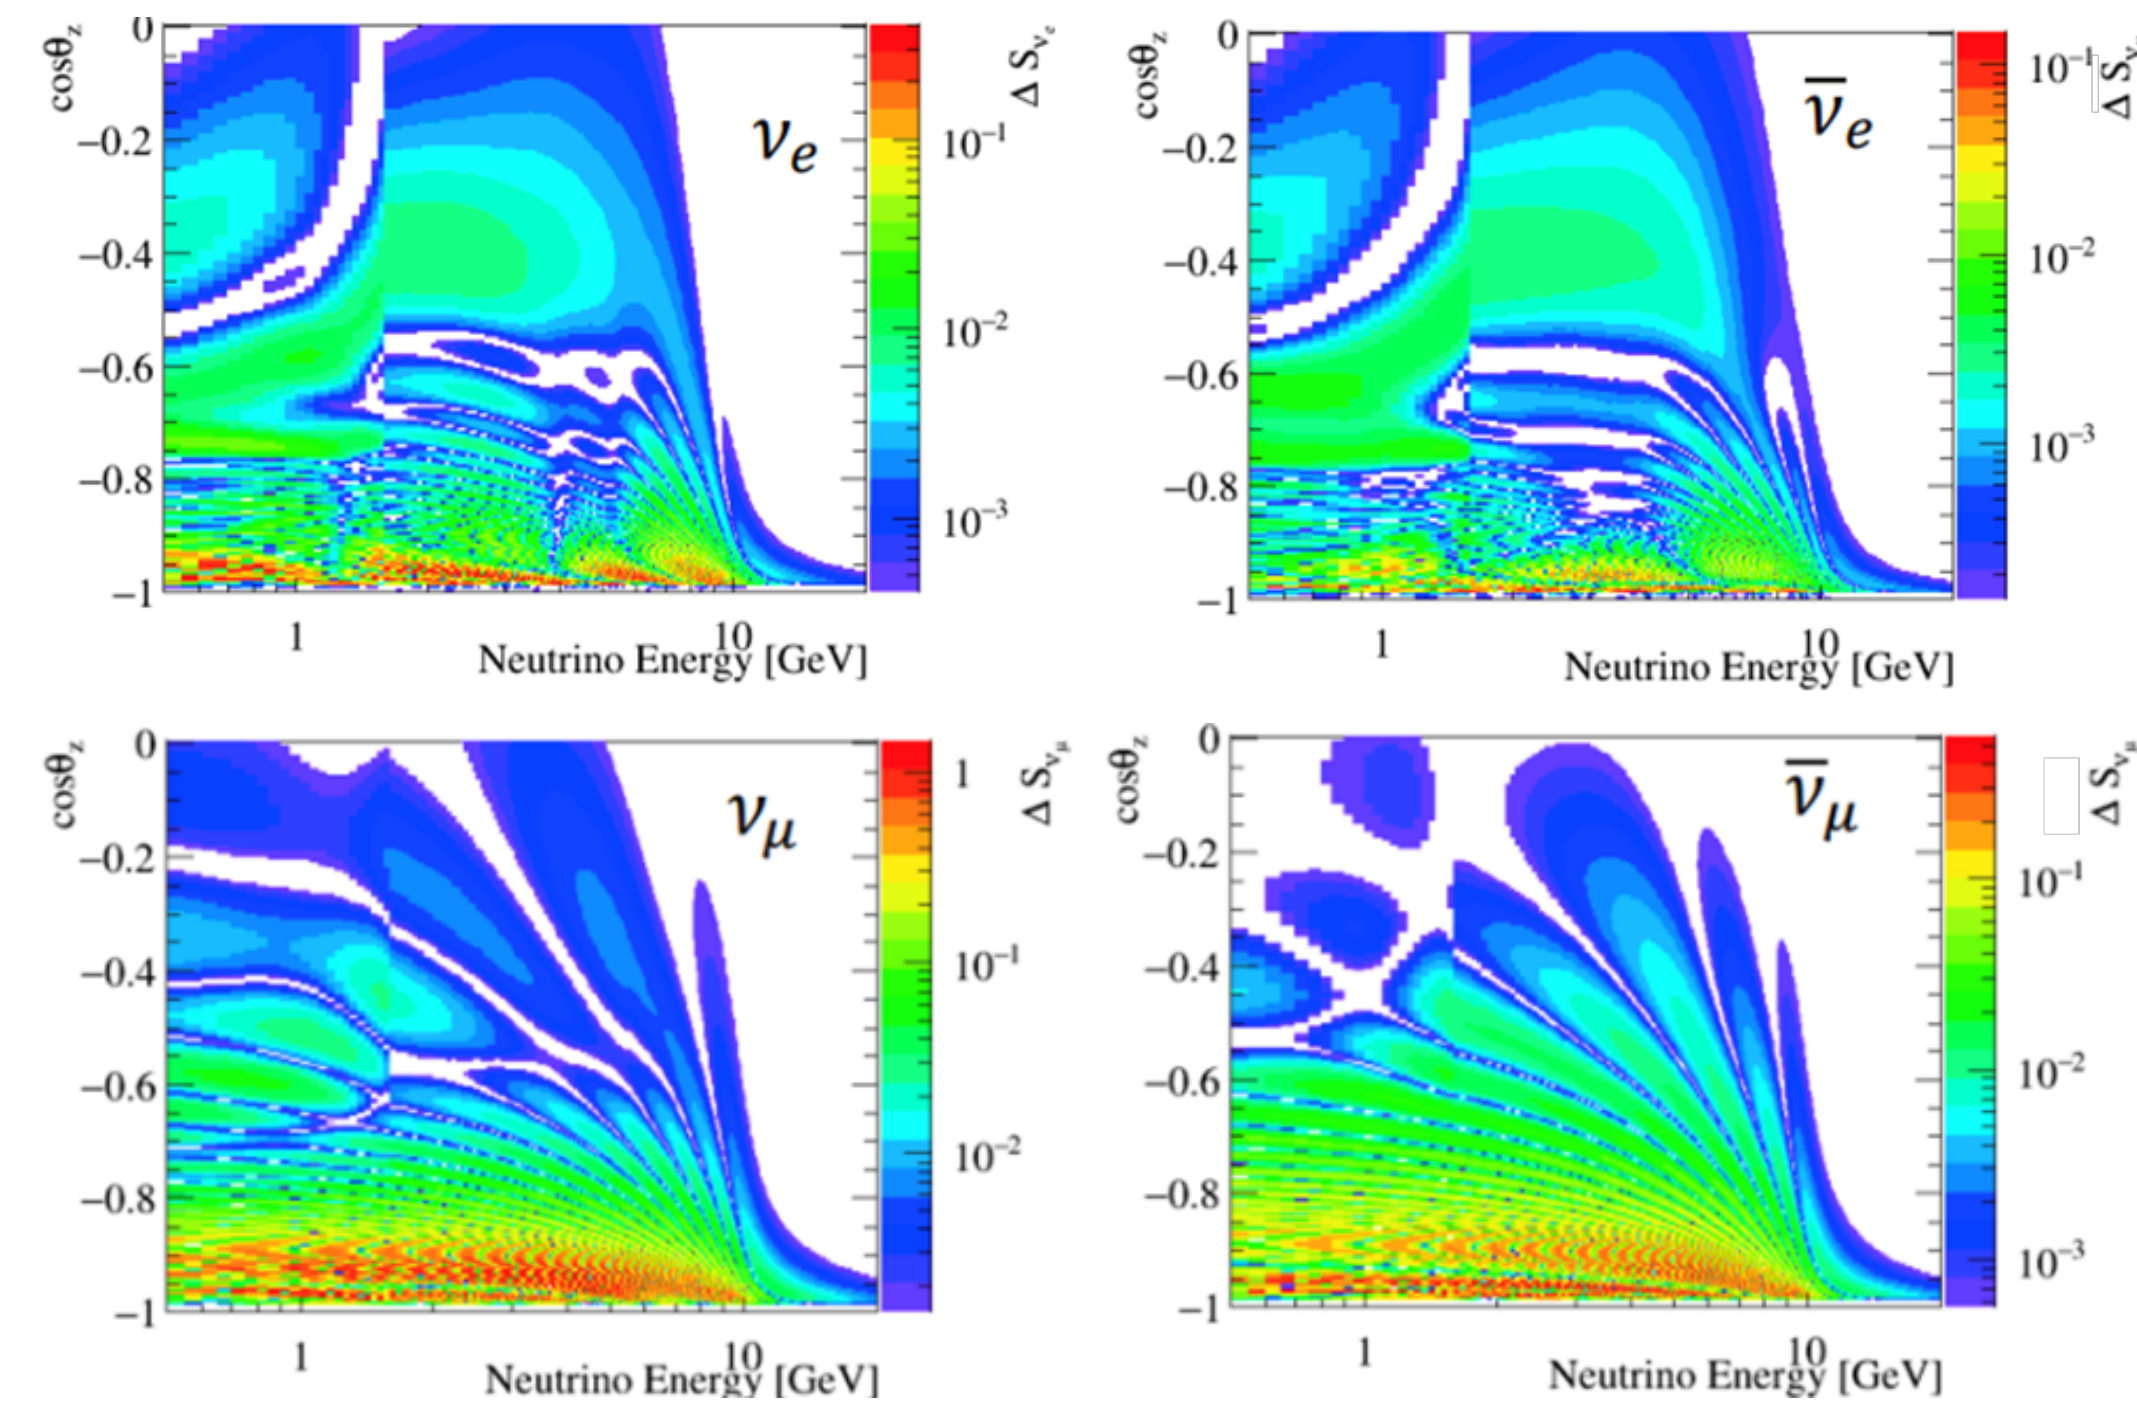 cosθz
0
−0.2
−0.4
−0.6
−0.8
−1
1
10
Neutrino Energy [GeV]
νe
10−1
10−2
10−3
Δ Sνe
cosθz
0
−0.2
−0.4
−0.6
−0.8
−1
1
10
Neutrino Energy [GeV]
ν̅e
10−1
10−2
10−3
Δ Sν
cosθz
0
−0.2
−0.4
−0.6
−0.8
−1
1
10
Neutrino Energy [GeV]
νμ
1
10−1
10−2
Δ Sνμ
cosθz
0
−0.2
−0.4
−0.6
−0.8
−1
1
10
Neutrino Energy [GeV]
ν̅μ
10−1
10−2
10−3
Δ Sνμ